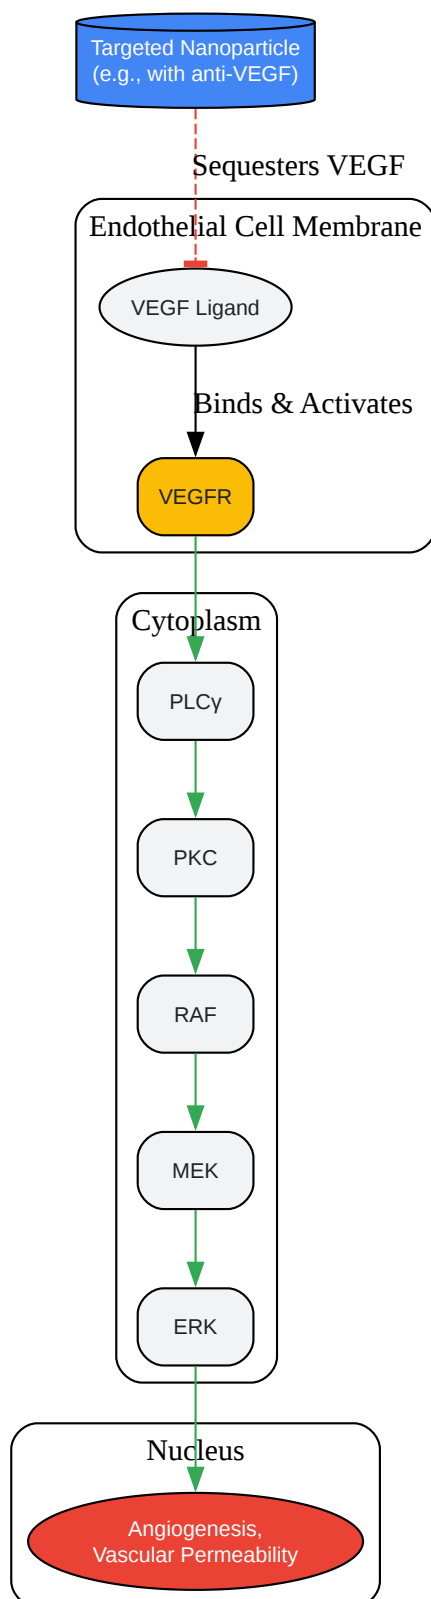 Targeted Nanoparticle
(e.g., with anti-VEGF)
Sequesters VEGF
Endothelial Cell Membrane
VEGF Ligand
Binds & Activates
VEGFR
Cytoplasm
PLCγ
PKC
RAF
MEK
ERK
Nucleus
Angiogenesis,
Vascular Permeability